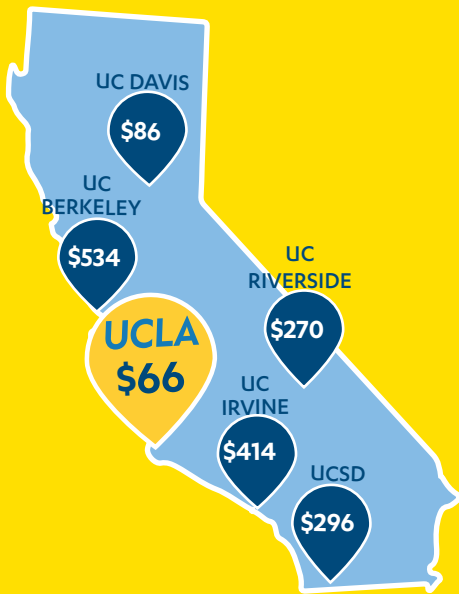 UC DAVIS
$86
UC
BERKELEY
$534
UC
RIVERSIDE
$270
UCLA
$66
UC
IRVINE
$414
UCSD
$296